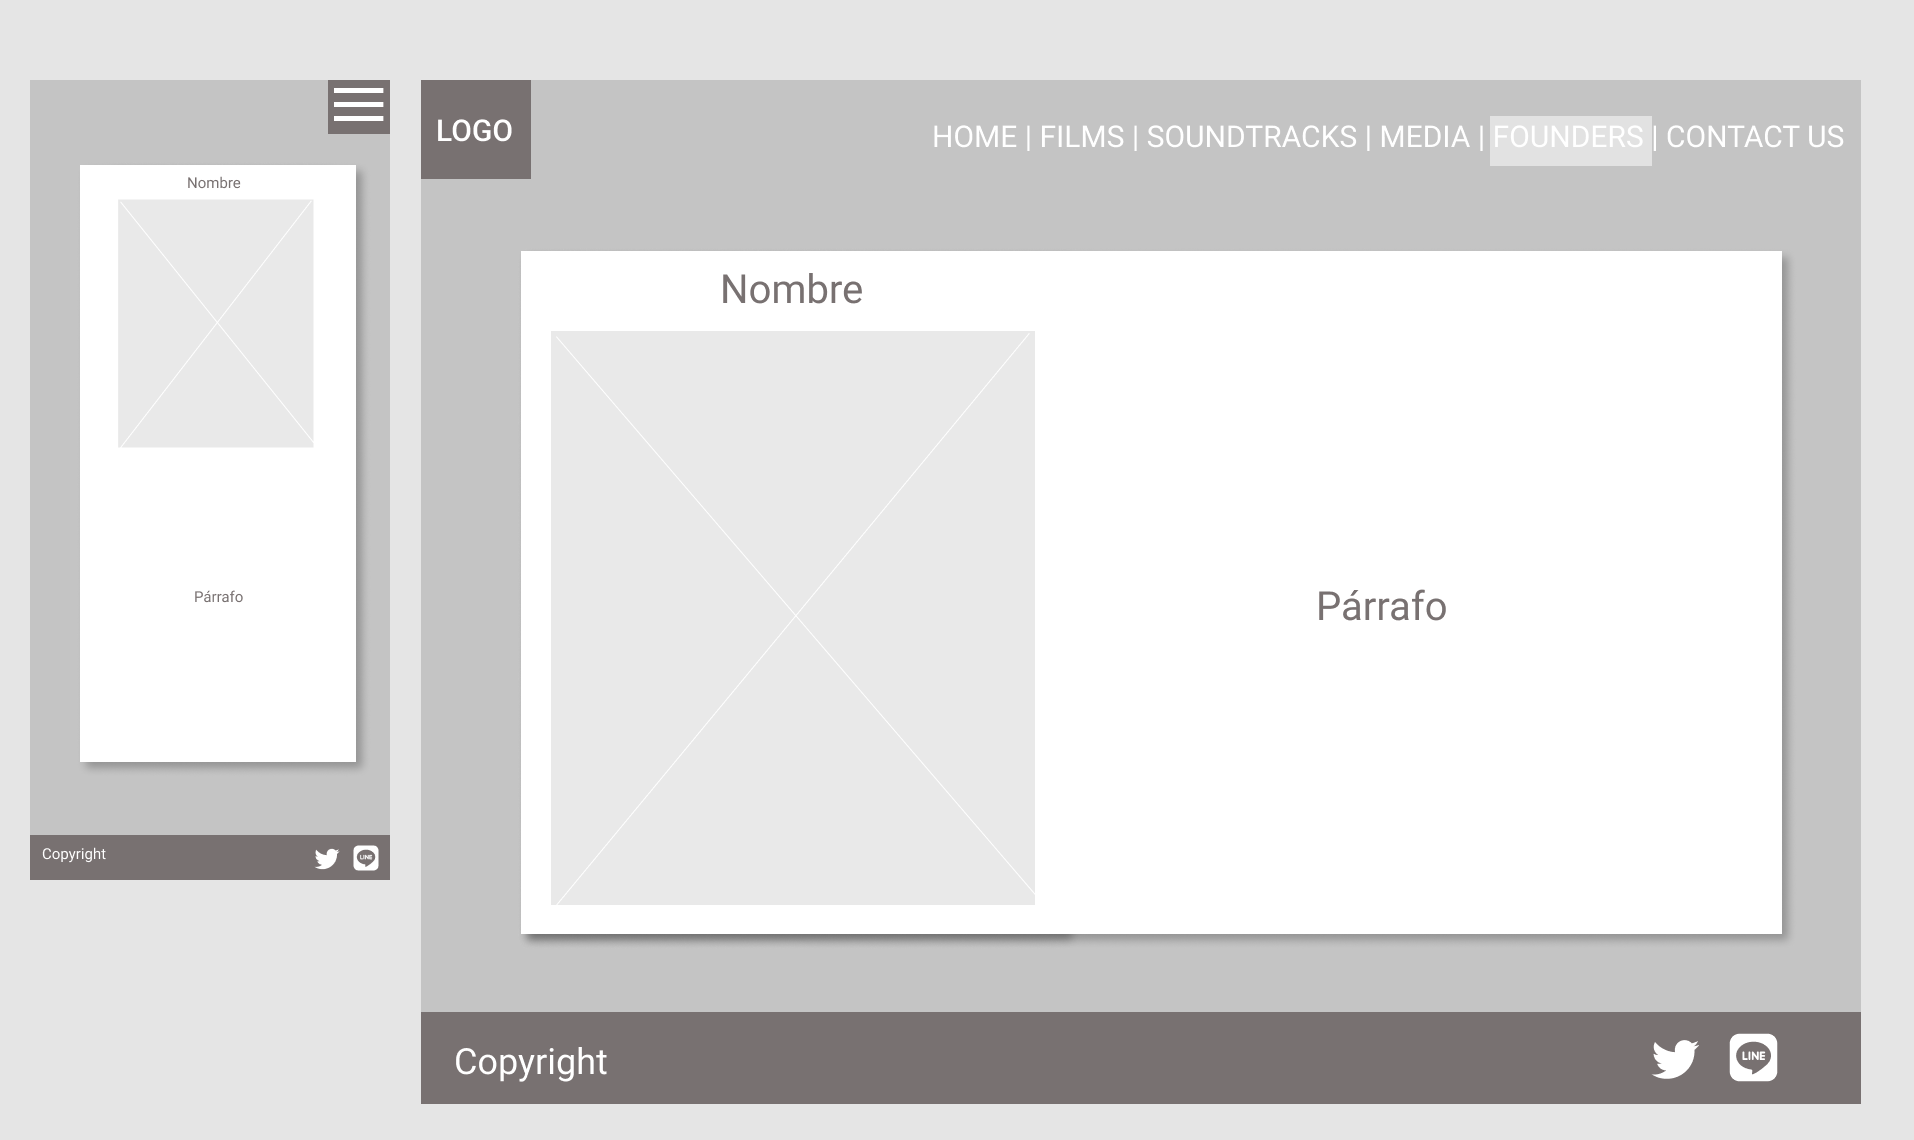 Nombre
Párrafo
Copyright
LINE
LOGO
HOME | FILMS | SOUNDTRACKS | MEDIA | FOUNDERS | CONTACT US
Nombre
Párrafo
Copyright
LINE